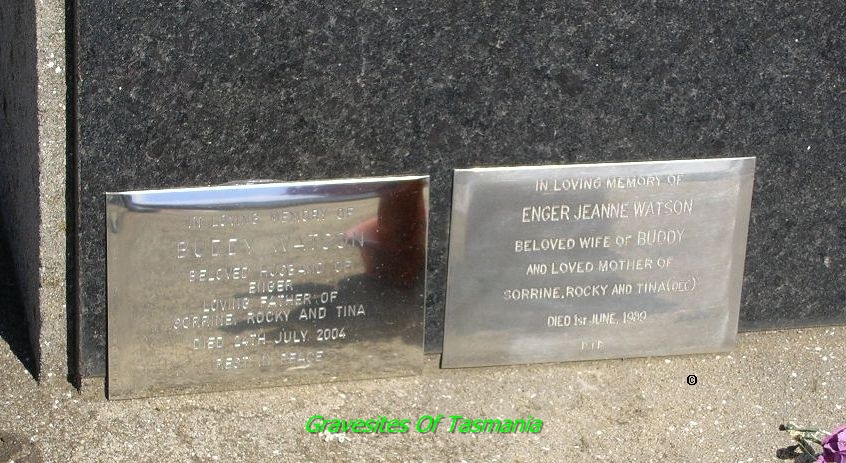 IN LOVING MEMORY OF
BUDDY WATSON
BELOVED HUSBAND OF
ENGER
LOVING FATHER OF
SORRINE, ROCKY AND TINA
DIED 24TH JULY 2004
REST IN PEACE
IN LOVING MEMORY OF
ENGER JEANNE WATSON
BELOVED WIFE OF BUDDY
AND LOVED MOTHER OF
SORRINE, ROCKY AND TINA (DEC)
DIED 1ST JUNE, 1989
R.I.P.
©
Gravesites Of Tasmania